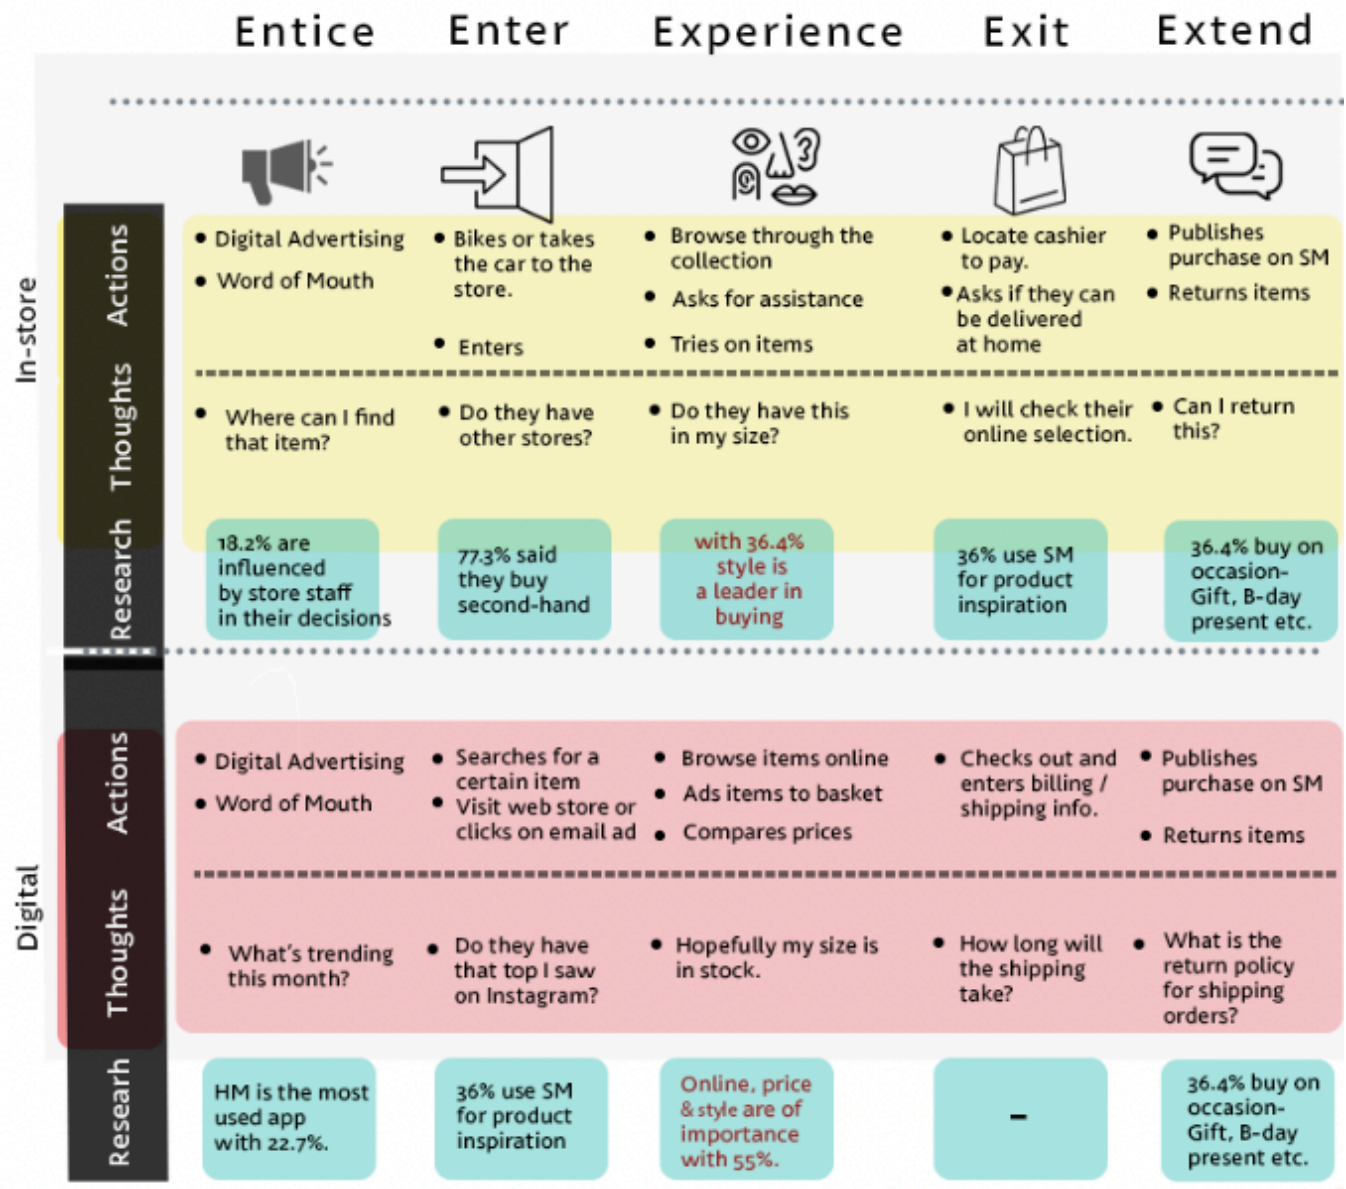 Entice
Enter
Experience
Exit
Extend
In-store
Actions
• Digital Advertising
• Word of Mouth
• Bikes or takes
the car to the
store.
• Enters
• Browse through the
collection
• Asks for assistance
• Tries on items
• Locate cashier
to pay.
• Asks if they can
be delivered
at home
• Publishes
purchase on SM
• Returns items
Thoughts
• Where can I find
that item?
• Do they have
other stores?
• Do they have this
in my size?
• I will check their
online selection.
• Can I return
this?
Research
18.2% are
influenced
by store staff
in their decisions
77.3% said
they buy
second-hand
with 36.4%
style is
a leader in
buying
36% use SM
for product
inspiration
36.4% buy on
occasion-
Gift, B-day
present etc.
Digital
Actions
• Digital Advertising
• Word of Mouth
• Searches for a
certain item
• Visit web store or
clicks on email ad
• Browse items online
• Ads items to basket
• Compares prices
• Checks out and
enters billing /
shipping info.
• Publishes
purchase on SM
• Returns items
Thoughts
• What's trending
this month?
• Do they have
that top I saw
on Instagram?
• Hopefully my size is
in stock.
• How long will
the shipping
take?
• What is the
return policy
for shipping
orders?
Researh
HM is the most
used app
with 22.7%.
36% use SM
for product
inspiration
Online, price
& style are of
importance
with 55%.
–
36.4% buy on
occasion-
Gift, B-day
present etc.